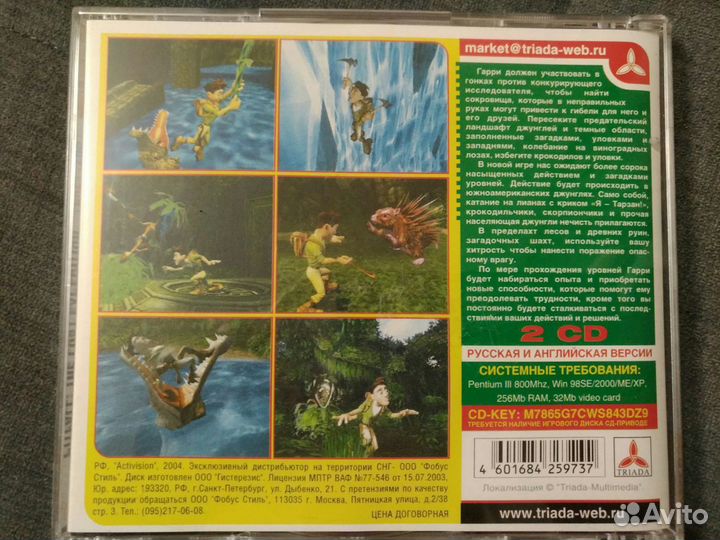 market@triada-web.ru
Гарри должен участвовать в
гонках против конкурирующего
исследователя, чтобы найти
сокровища, которые в неправильных
руках могут привести к гибели для него и
его друзей. Пересеките предательский
ландшафт джунглей и темные области,
заполненные загадками, уловками и
западнями, колебание на виноградных
лозах, избегите крокодилов и уловки.
В новой игре нас ожидают более сорока
насыщенных действием и загадками
уровней. Действие будет происходить в
южноамериканских джунглях. Само собой,
катание на лианах с криком «Я – Тарзан!»,
крокодильчики, скорпиончики и прочая
населяющая джунгли нечисть прилагаются.
В пределахт лесов и древних руин,
загадочных шахт, используйте вашу
хитрость чтобы нанести поражение опас-
ному врагу.
По мере прохождения уровней Гарри
будет набираться опыта и приобретать
новые способности, которые помогут ему
преодолевать трудности, кроме того вы
постоянно будете сталкиваться с послед-
ствиями ваших действий и решений.
2 CD
РУССКАЯ И АНГЛИЙСКАЯ ВЕРСИИ
СИСТЕМНЫЕ ТРЕБОВАНИЯ:
Pentium III 800Mhz, Win 98SE/2000/ME/XP,
256Mb RAM, 32Mb video card
CD-KEY: M7865G7CWS843DZ9
ТРЕБУЕТСЯ НАЛИЧИЕ ИГРОВОГО ДИСКА CD-ПРИВОДЕ
4 601684 259737
TRIADA
Локализация © "Triada-Multimedia".
www.triada-web.ru
РФ, "Activision", 2004. Эксклюзивный дистрибьютор на территории СНГ- ООО "Фобус
Стиль". Диск изготовлен ООО "Гистерезис". Лицензия МПТР ВАФ №77-546 от 15.07.2003,
Юр. адрес: 193320, РФ, г.Санкт-Петербург, ул. Дыбенко, 21. С претензиями по качеству
продукции обращаться ООО "Фобус Стиль", 113035 г. Москва, Пятницкая улица, д.2/38
стр. 3. Тел.: (095)217-06-08.
ЦЕНА ДОГОВОРНАЯ
Avito